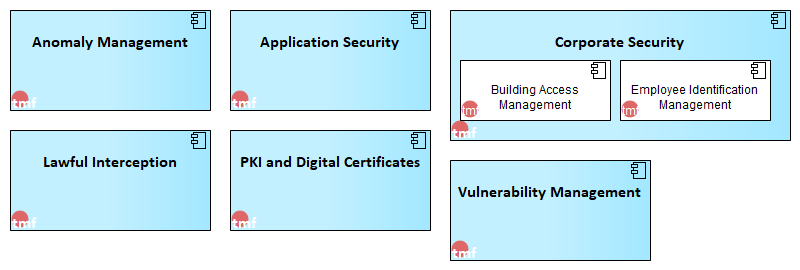 Anomaly Management
tmf
Application Security
tmf
Corporate Security
Building Access
Management
tmf
Employee Identification
Management
tmf
tmf
Lawful Interception
tmf
PKI and Digital Certificates
tmf
Vulnerability Management
tmf